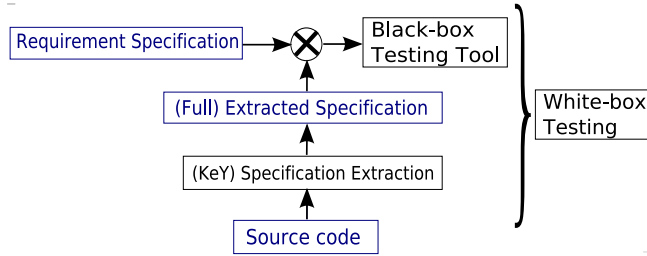 Requirement Specification
Black-box
Testing Tool
(Full) Extracted Specification
White-box
Testing
(KeY) Specification Extraction
Source code